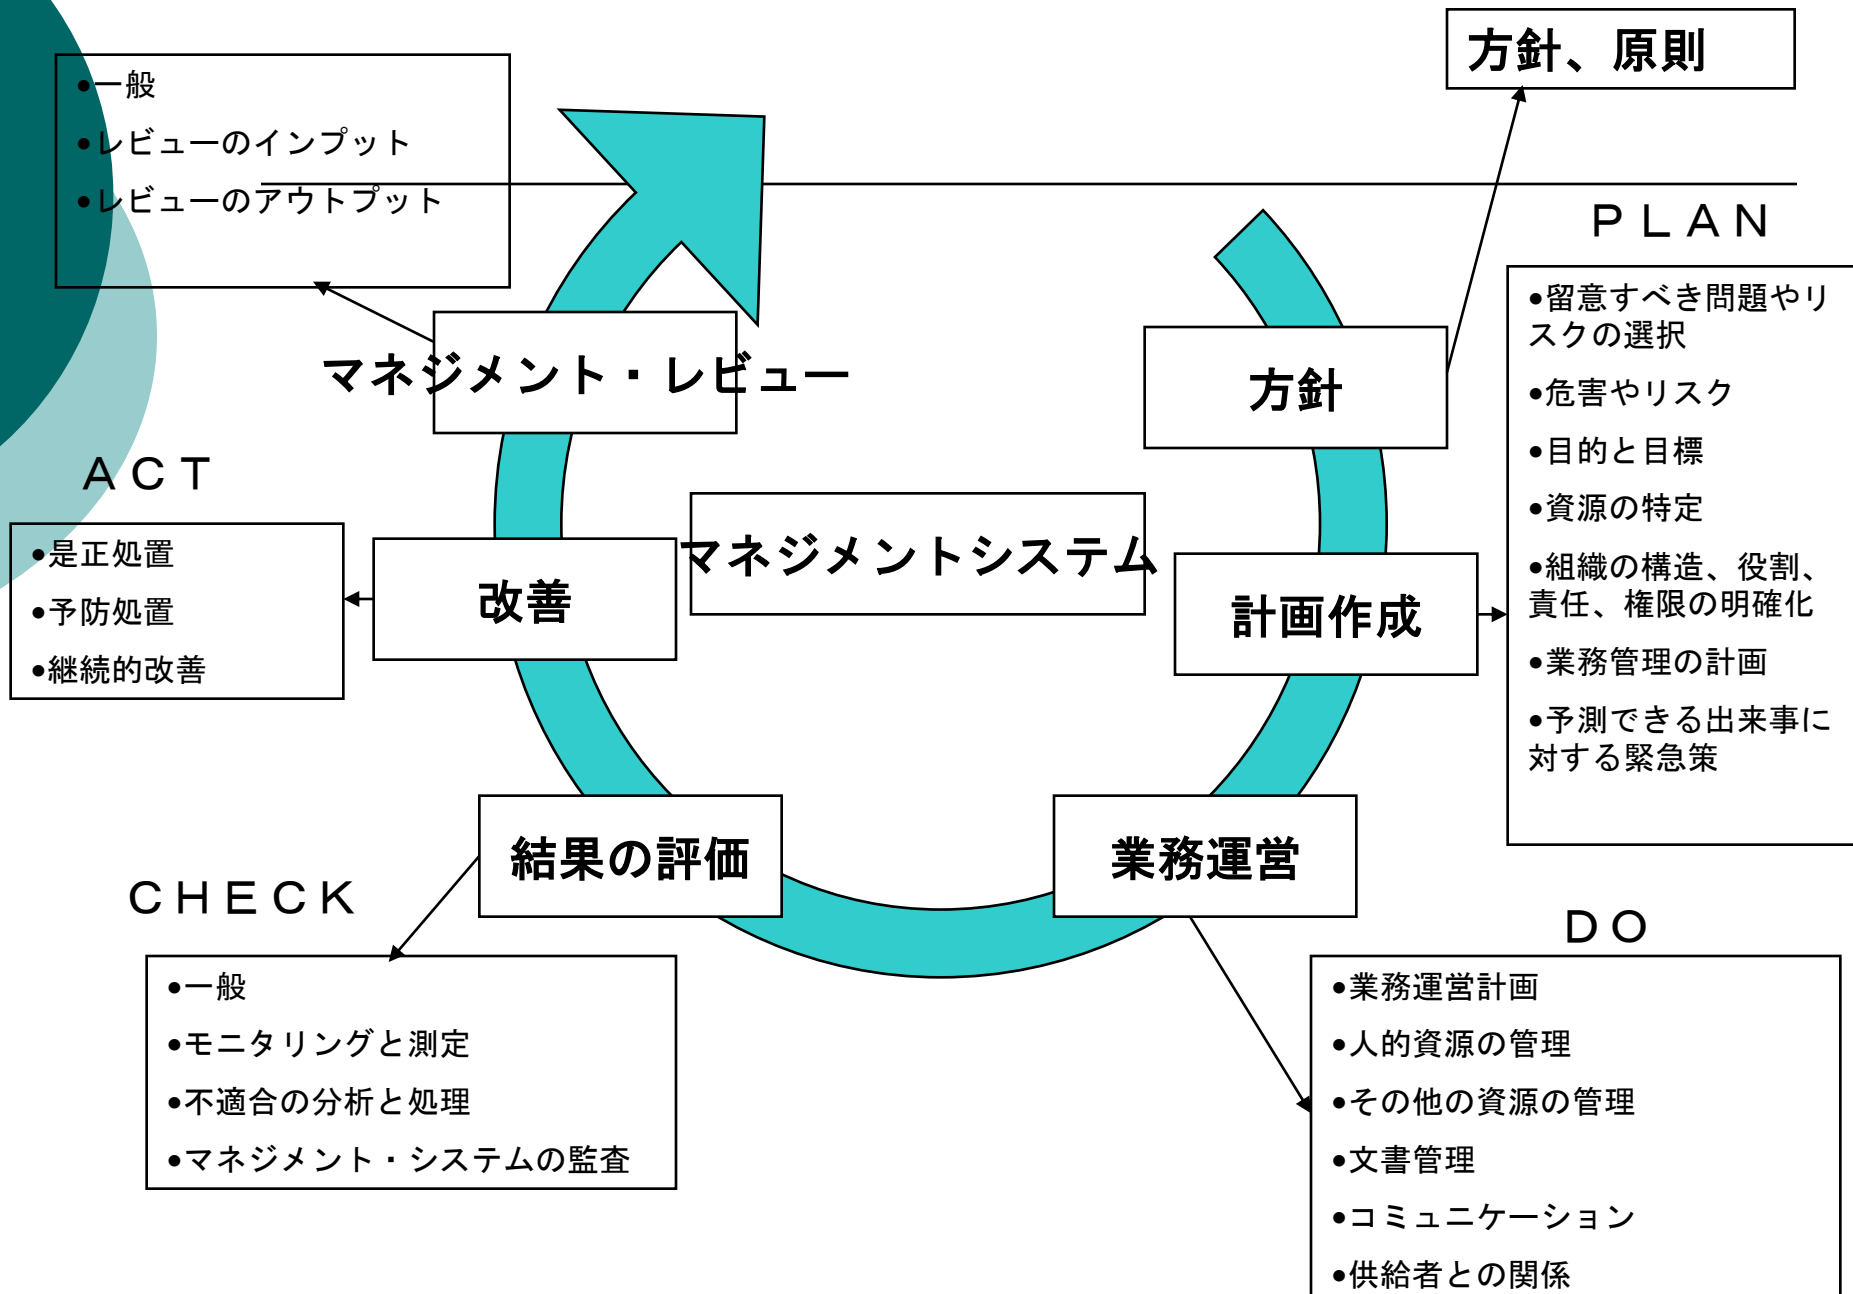 方針、原則
●一般
●レビューのインプット
●レビューのアウトプット
ＰＬＡＮ
●留意すべき問題やリ
スクの選択
●危害やリスク
●目的と目標
●資源の特定
●組織の構造、役割、
責任、権限の明確化
●業務管理の計画
●予測できる出来事に
対する緊急策
マネジメント・レビュー
方針
ＡＣＴ
●是正処置
●予防処置
●継続的改善
改善
マネジメントシステム
計画作成
結果の評価
業務運営
ＣＨＥＣＫ
●一般
●モニタリングと測定
●不適合の分析と処理
●マネジメント・システムの監査
ＤＯ
●業務運営計画
●人的資源の管理
●その他の資源の管理
●文書管理
●コミュニケーション
●供給者との関係